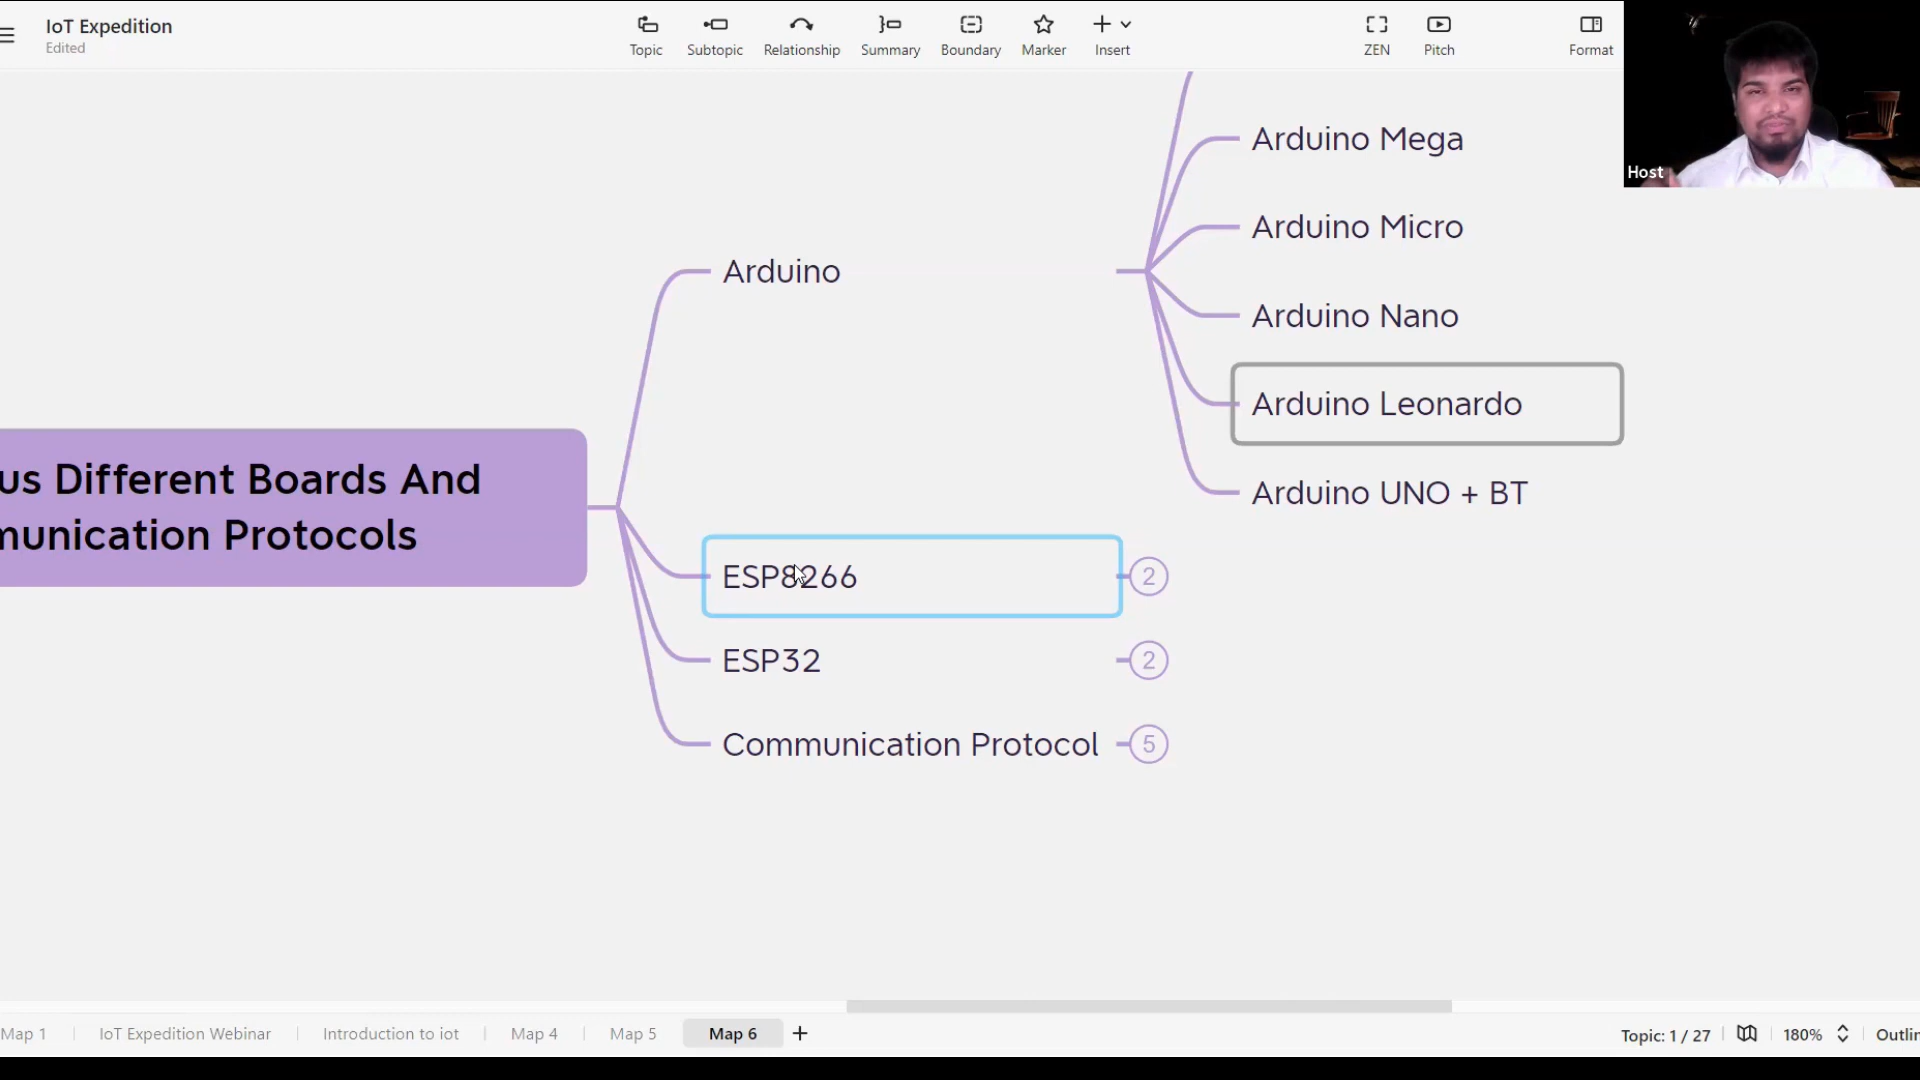 IoT Expedition
Edited
Topic
Subtopic
Relationship
Summary
Boundary
Marker
Insert
ZEN
Pitch
Format
Host
Arduino Mega
Arduino Micro
Arduino
Arduino Nano
Arduino Leonardo
us Different Boards And
munication Protocols
Arduino UNO + BT
ESP8266
2
ESP32
2
Communication Protocol
5
Map 1
IoT Expedition Webinar
Introduction to iot
Map 4
Map 5
Map 6
Topic: 1 / 27
180%
Outlin